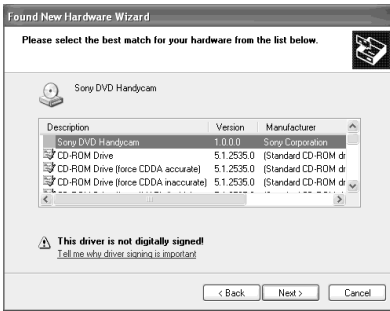 Found New Hardware Wizard
Please select the best match for your hardware from the list below.
Sony DVD Handycam
Description Version Manufacturer
Sony DVD Handycam 1.0.0.0 Sony Corporation
CD-ROM Drive 5.1.2535.0 (Standard CD-ROM dr
CD-ROM Drive (force CDDA accurate) 5.1.2535.0 (Standard CD-ROM dr
CD-ROM Drive (force CDDA inaccurate) 5.1.2535.0 (Standard CD-ROM dr
This driver is not digitally signed!
Tell me why driver signing is important
< Back Next > Cancel